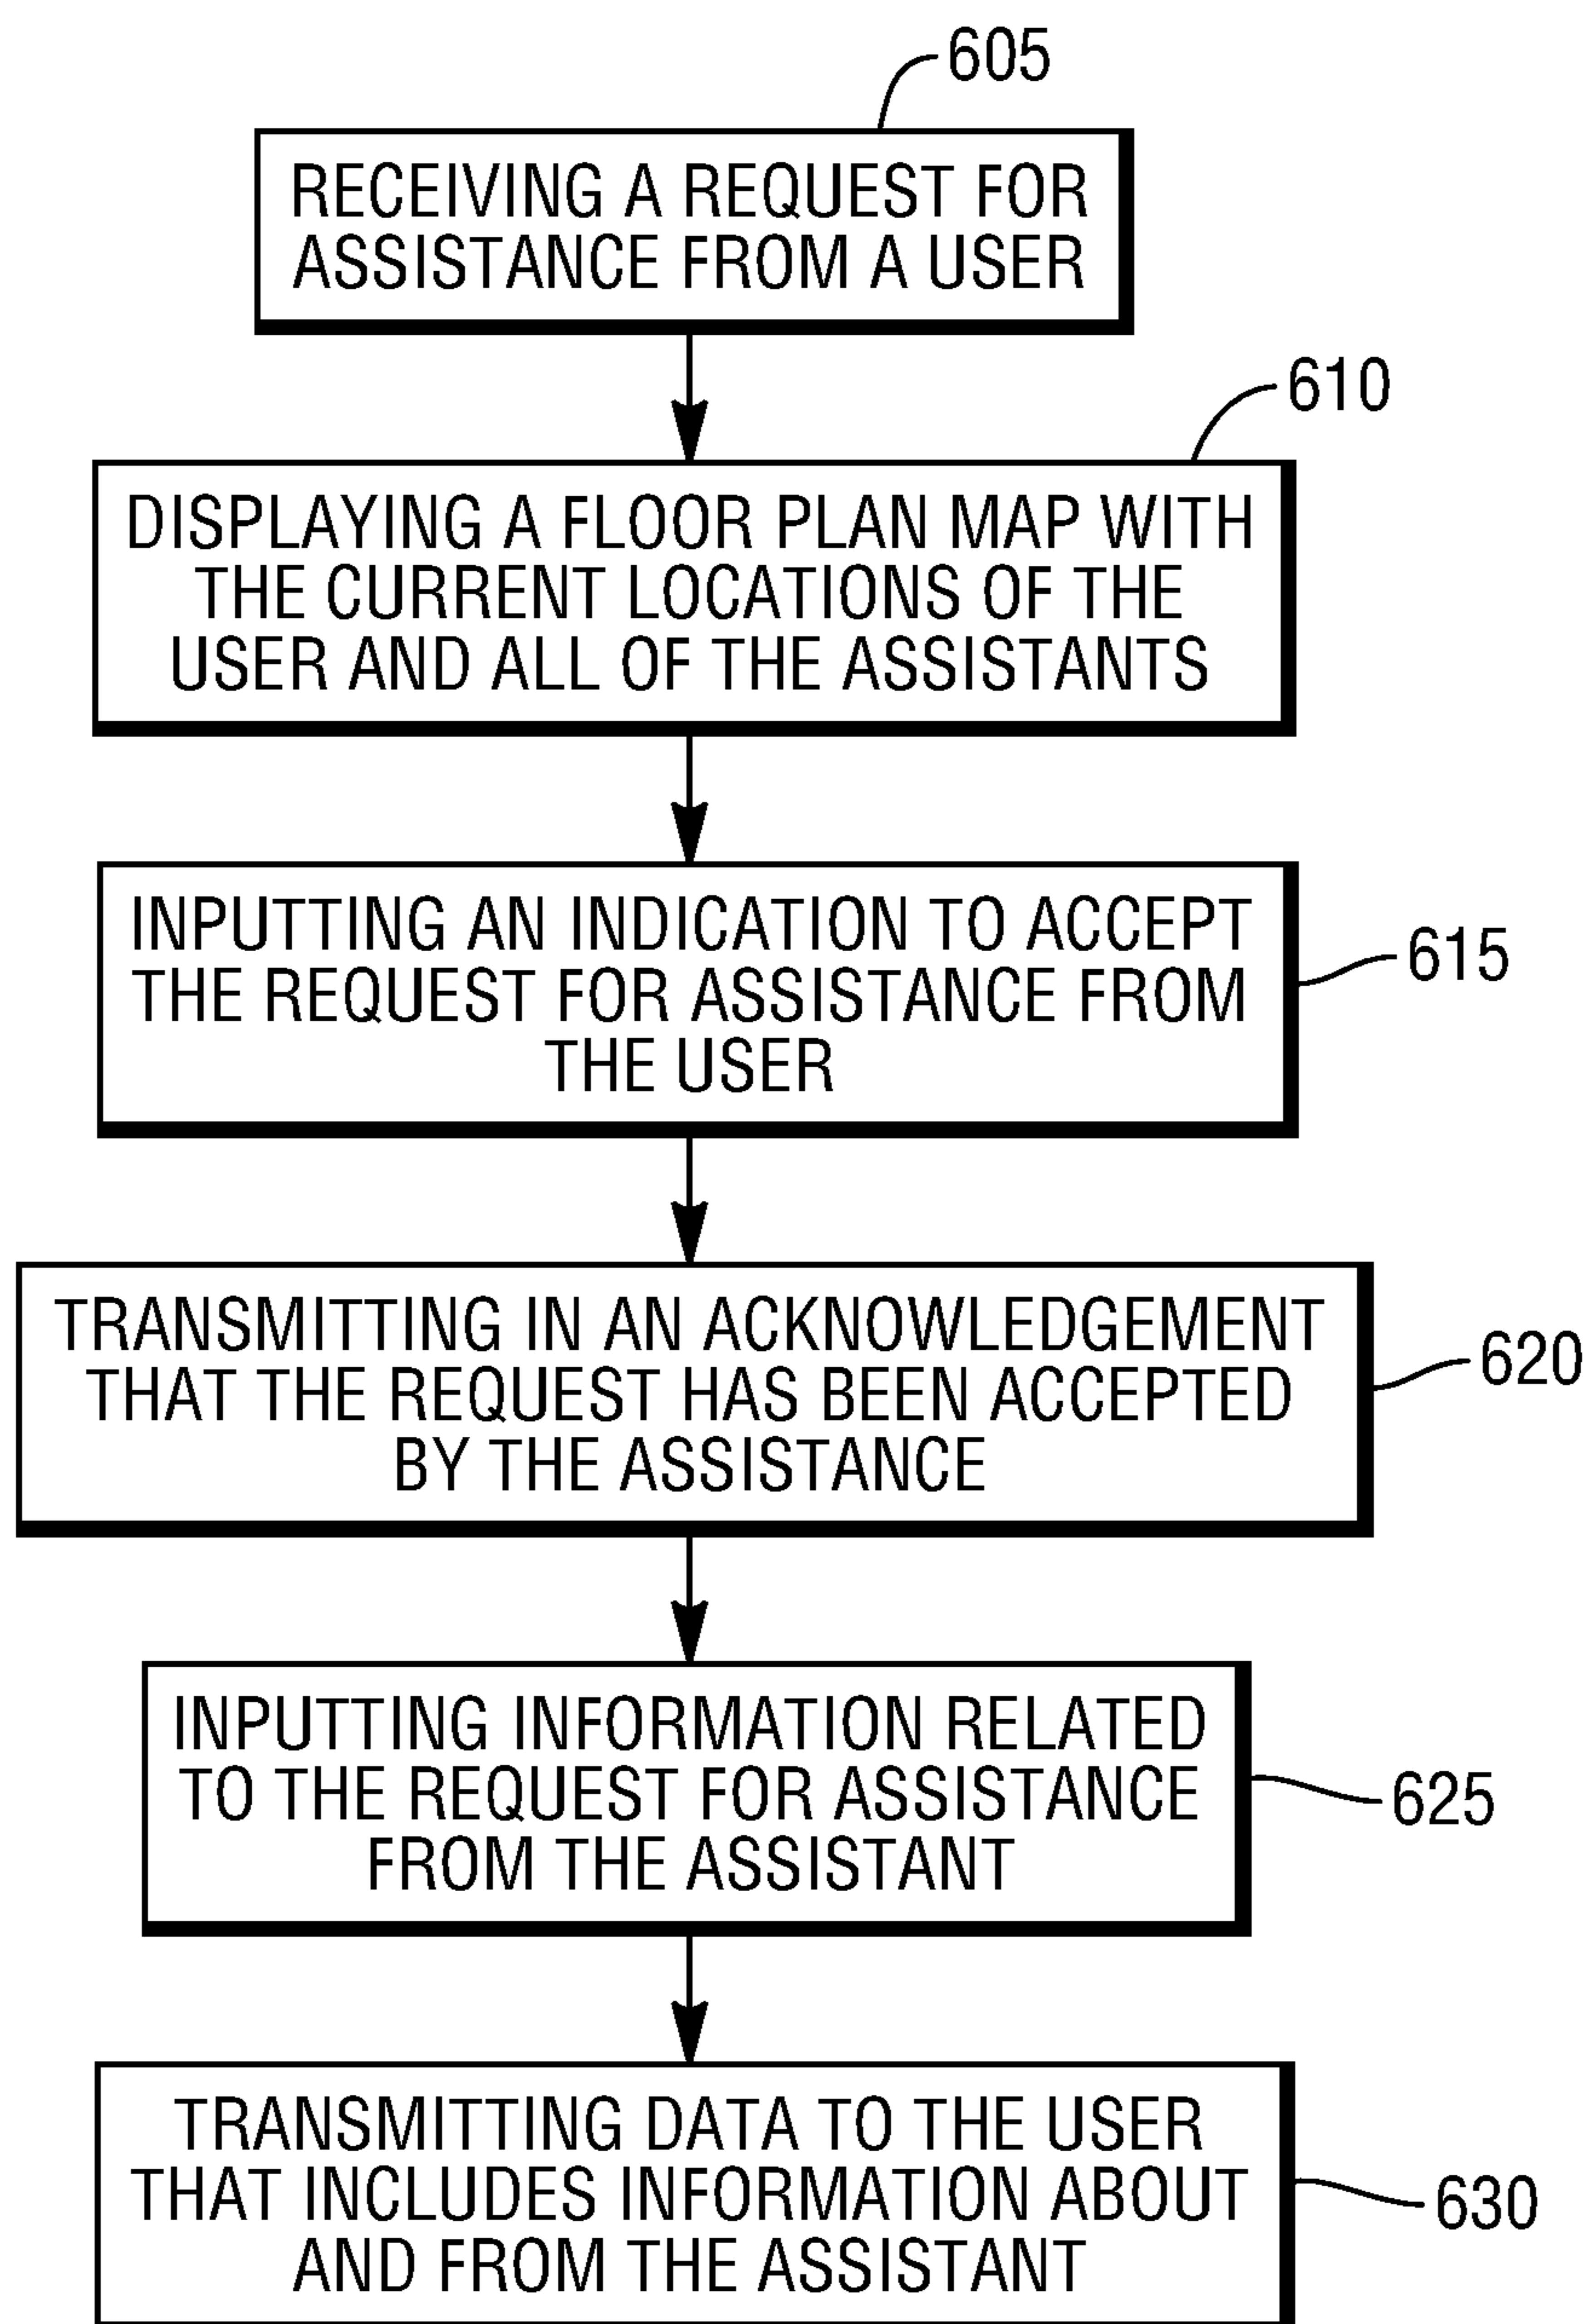 605
RECEIVING A REQUEST FOR
ASSISTANCE FROM A USER
610
DISPLAYING A FLOOR PLAN MAP WITH
THE CURRENT LOCATIONS OF THE
USER AND ALL OF THE ASSISTANTS
INPUTTING AN INDICATION TO ACCEPT
THE REQUEST FOR ASSISTANCE FROM
THE USER
615
TRANSMITTING IN AN ACKNOWLEDGEMENT
THAT THE REQUEST HAS BEEN ACCEPTED
BY THE ASSISTANCE
620
INPUTTING INFORMATION RELATED
TO THE REQUEST FOR ASSISTANCE
FROM THE ASSISTANT
625
TRANSMITTING DATA TO THE USER
THAT INCLUDES INFORMATION ABOUT
AND FROM THE ASSISTANT
630